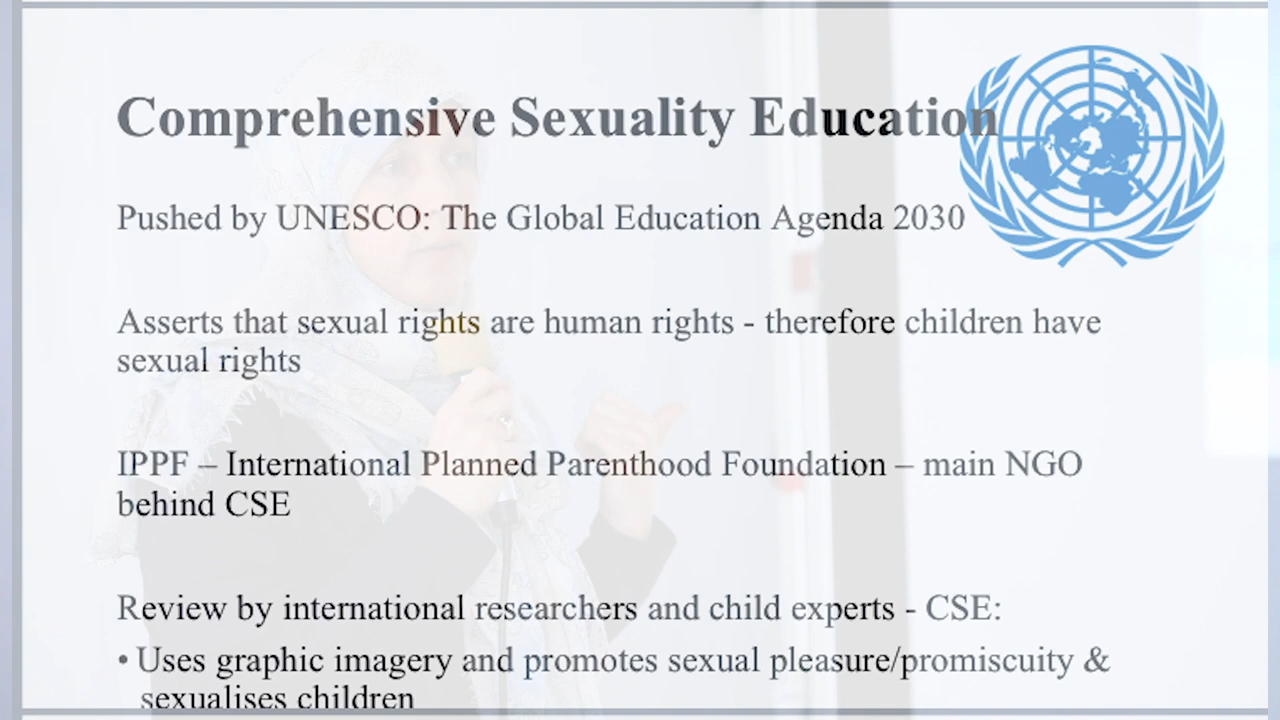 Comprehensive Sexuality Education
Pushed by UNESCO: The Global Education Agenda 2030
Asserts that sexual rights are human rights - therefore children have
sexual rights
IPPF – International Planned Parenthood Foundation – main NGO
behind CSE
Review by international researchers and child experts - CSE:
• Uses graphic imagery and promotes sexual pleasure/promiscuity &
sexualises children